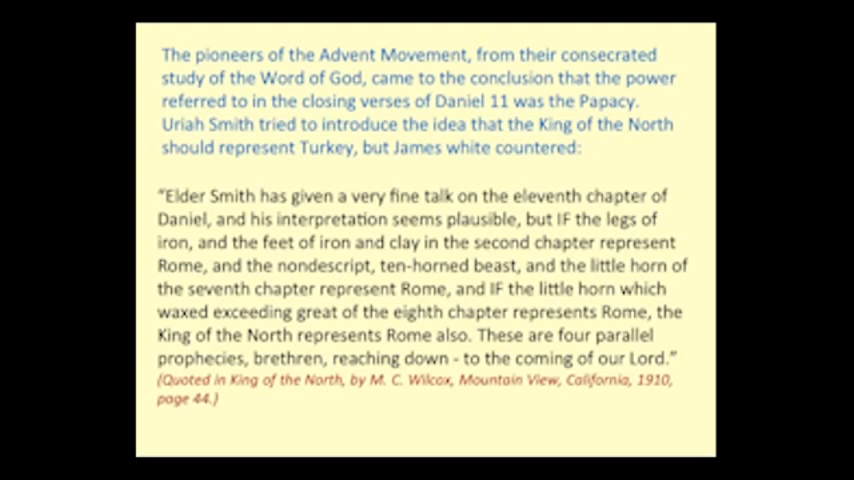 The pioneers of the Advent Movement, from their consecrated
study of the Word of God, came to the conclusion that the power
referred to in the closing verses of Daniel 11 was the Papacy.
Uriah Smith tried to introduce the idea that the King of the North
should represent Turkey, but James white countered:
“Elder Smith has given a very fine talk on the eleventh chapter of
Daniel, and his interpretation seems plausible, but IF the legs of
iron, and the feet of iron and clay in the second chapter represent
Rome, and the nondescript, ten-horned beast, and the little horn of
the seventh chapter represent Rome, and IF the little horn which
waxed exceeding great of the eighth chapter represents Rome, the
King of the North represents Rome also. These are four parallel
prophecies, brethren, reaching down - to the coming of our Lord.”
(Quoted in King of the North, by M. C. Wilcox, Mountain View, California, 1910,
page 44.)